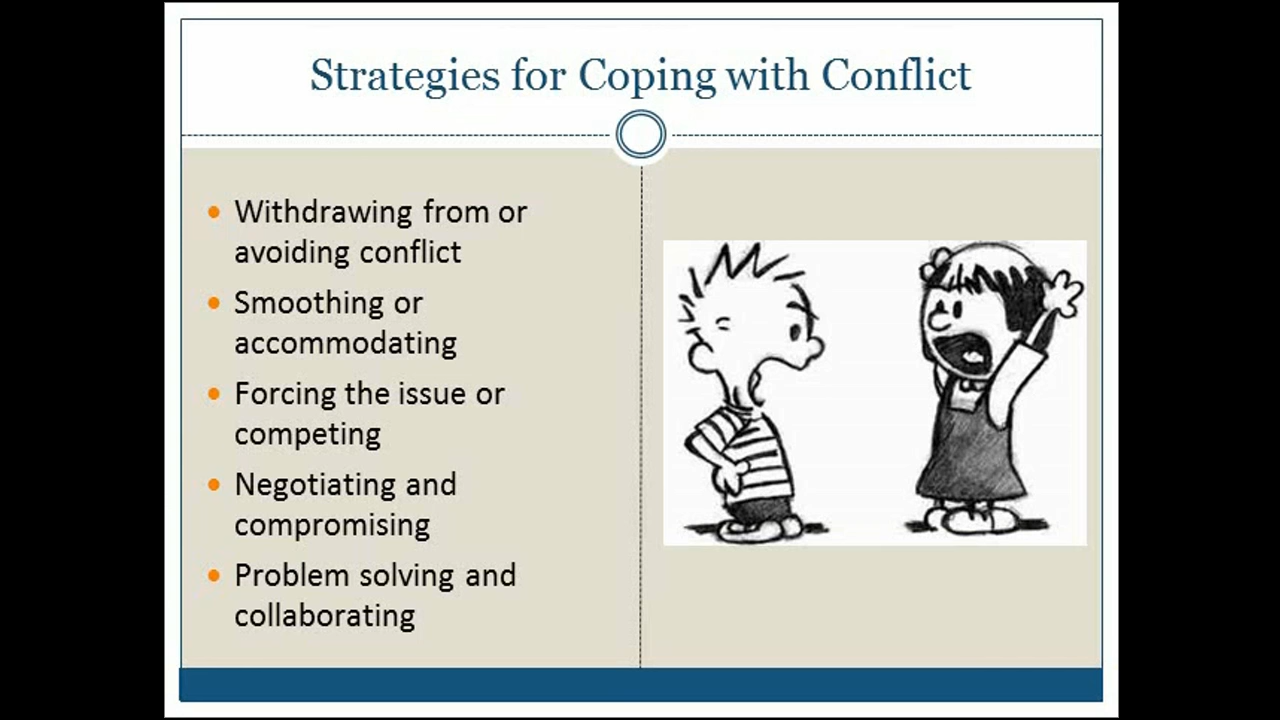 Strategies for Coping with Conflict
Withdrawing from or
avoiding conflict
Smoothing or
accommodating
Forcing the issue or
competing
Negotiating and
compromising
Problem solving and
collaborating